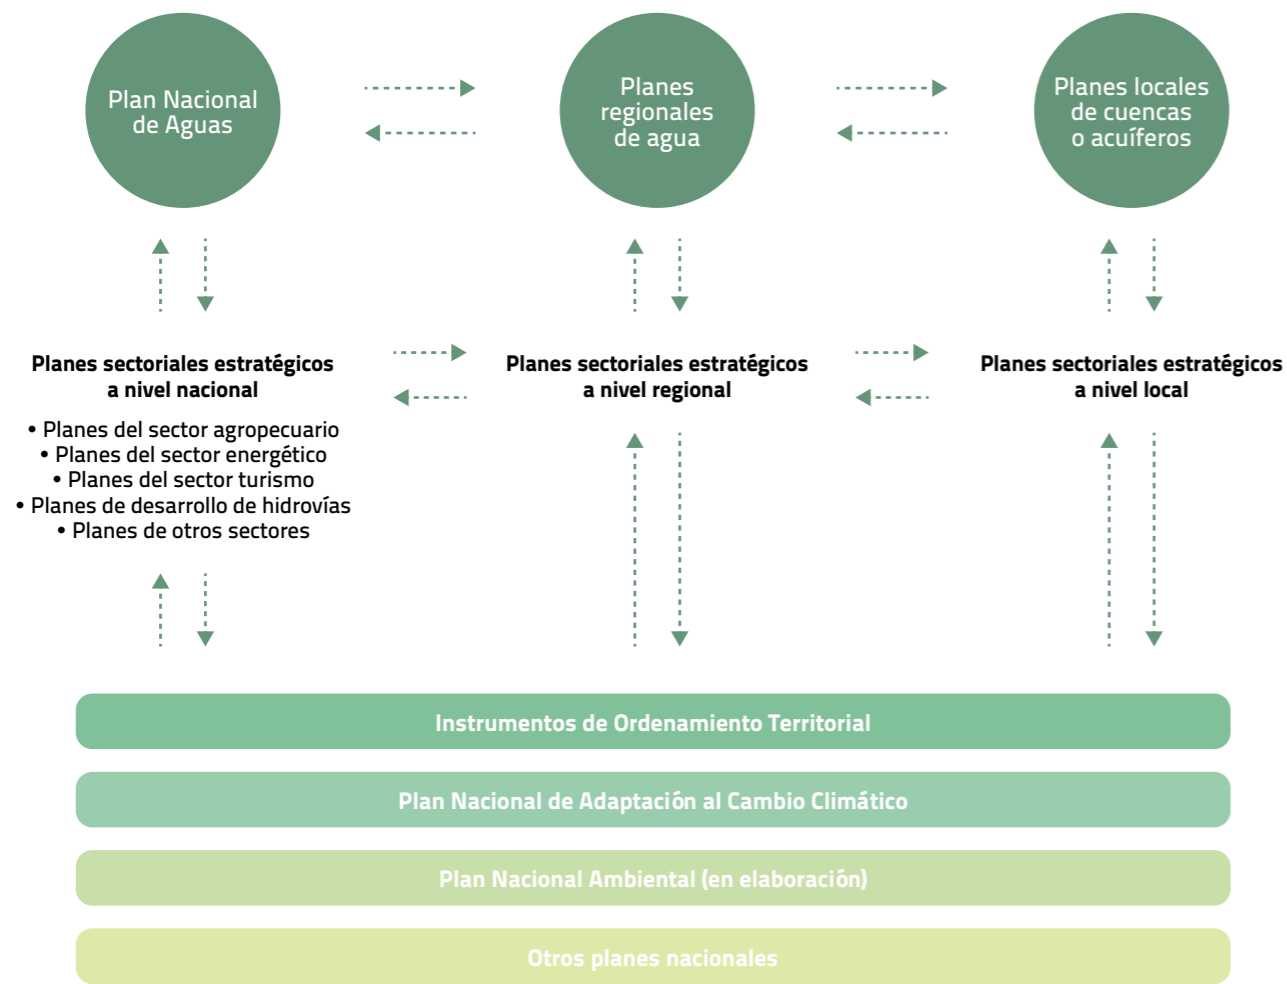 Plan Nacional
de Aguas
Planes
regionales
de agua
Planes locales
de cuencas
o acuíferos
Planes sectoriales estratégicos
a nivel nacional
• Planes del sector agropecuario
• Planes del sector energético
• Planes del sector turismo
• Planes de desarrollo de hidrovías
• Planes de otros sectores
Planes sectoriales estratégicos
a nivel regional
Planes sectoriales estratégicos
a nivel local
Instrumentos de Ordenamiento Territorial
Plan Nacional de Adaptación al Cambio Climático
Plan Nacional Ambiental (en elaboración)
Otros planes nacionales